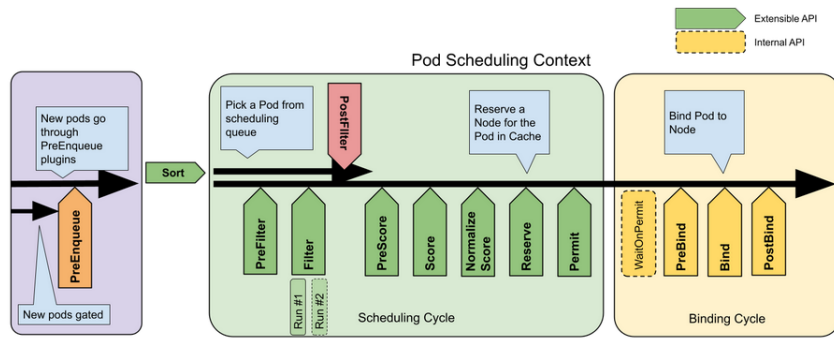 Extensible API
Internal API
Pod Scheduling Context
New pods go
through
PreEnqueue
plugins
PreEnqueue
New pods gated
Sort
Pick a Pod from
scheduling
queue
PostFilter
Reserve a
Node for the
Pod in Cache
PreFilter
Filter
PreScore
Score
Normalize
Score
Reserve
Permit
Run #1
Run #2
Scheduling Cycle
Bind Pod to
Node
WaitOnPermit
PreBind
Bind
PostBind
Binding Cycle